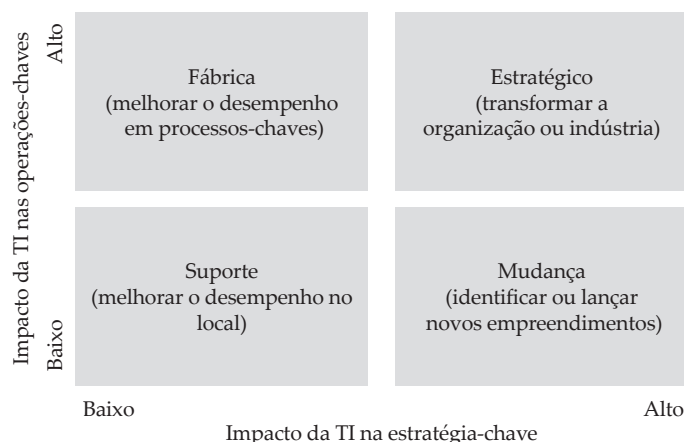 Impacto da TI nas operações-chaves
Alto
Baixo
Fábrica
(melhorar o desempenho
em processos-chaves)
Estratégico
(transformar a
organização ou indústria)
Suporte
(melhorar o desempenho no
local)
Mudança
(identificar ou lançar
novos empreendimentos)
Baixo
Alto
Impacto da TI na estratégia-chave